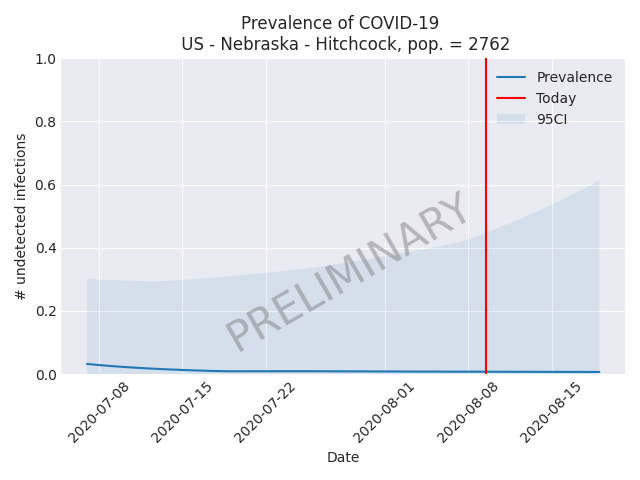 Prevalence of COVID-19
US - Nebraska - Hitchcock, pop. = 2762
1.0
0.8
0.6
0.4
0.2
0.0
# undetected infections
Prevalence
Today
95CI
PRELIMINARY
2020-07-08
2020-07-15
2020-07-22
2020-08-01
2020-08-08
2020-08-15
Date